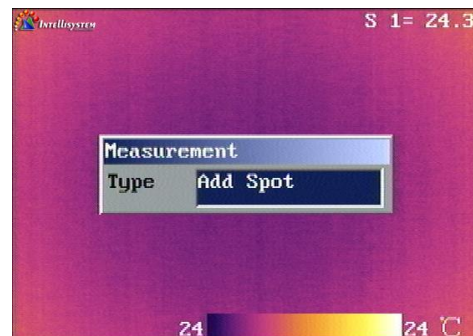 Intellisystem
S 1= 24.3
Measurement
Type Add Spot
24 24 °C